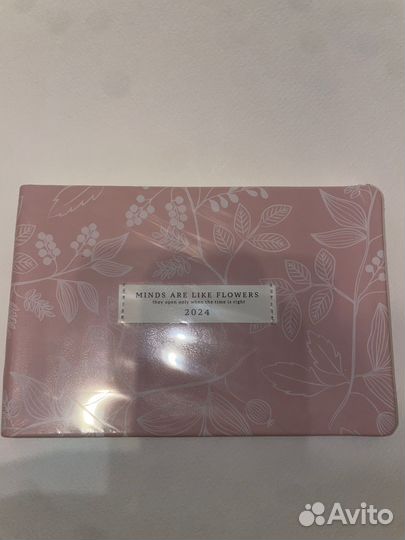 MINDS ARE LIKE FLOWERS
they open only when the time is right
2024
Avito